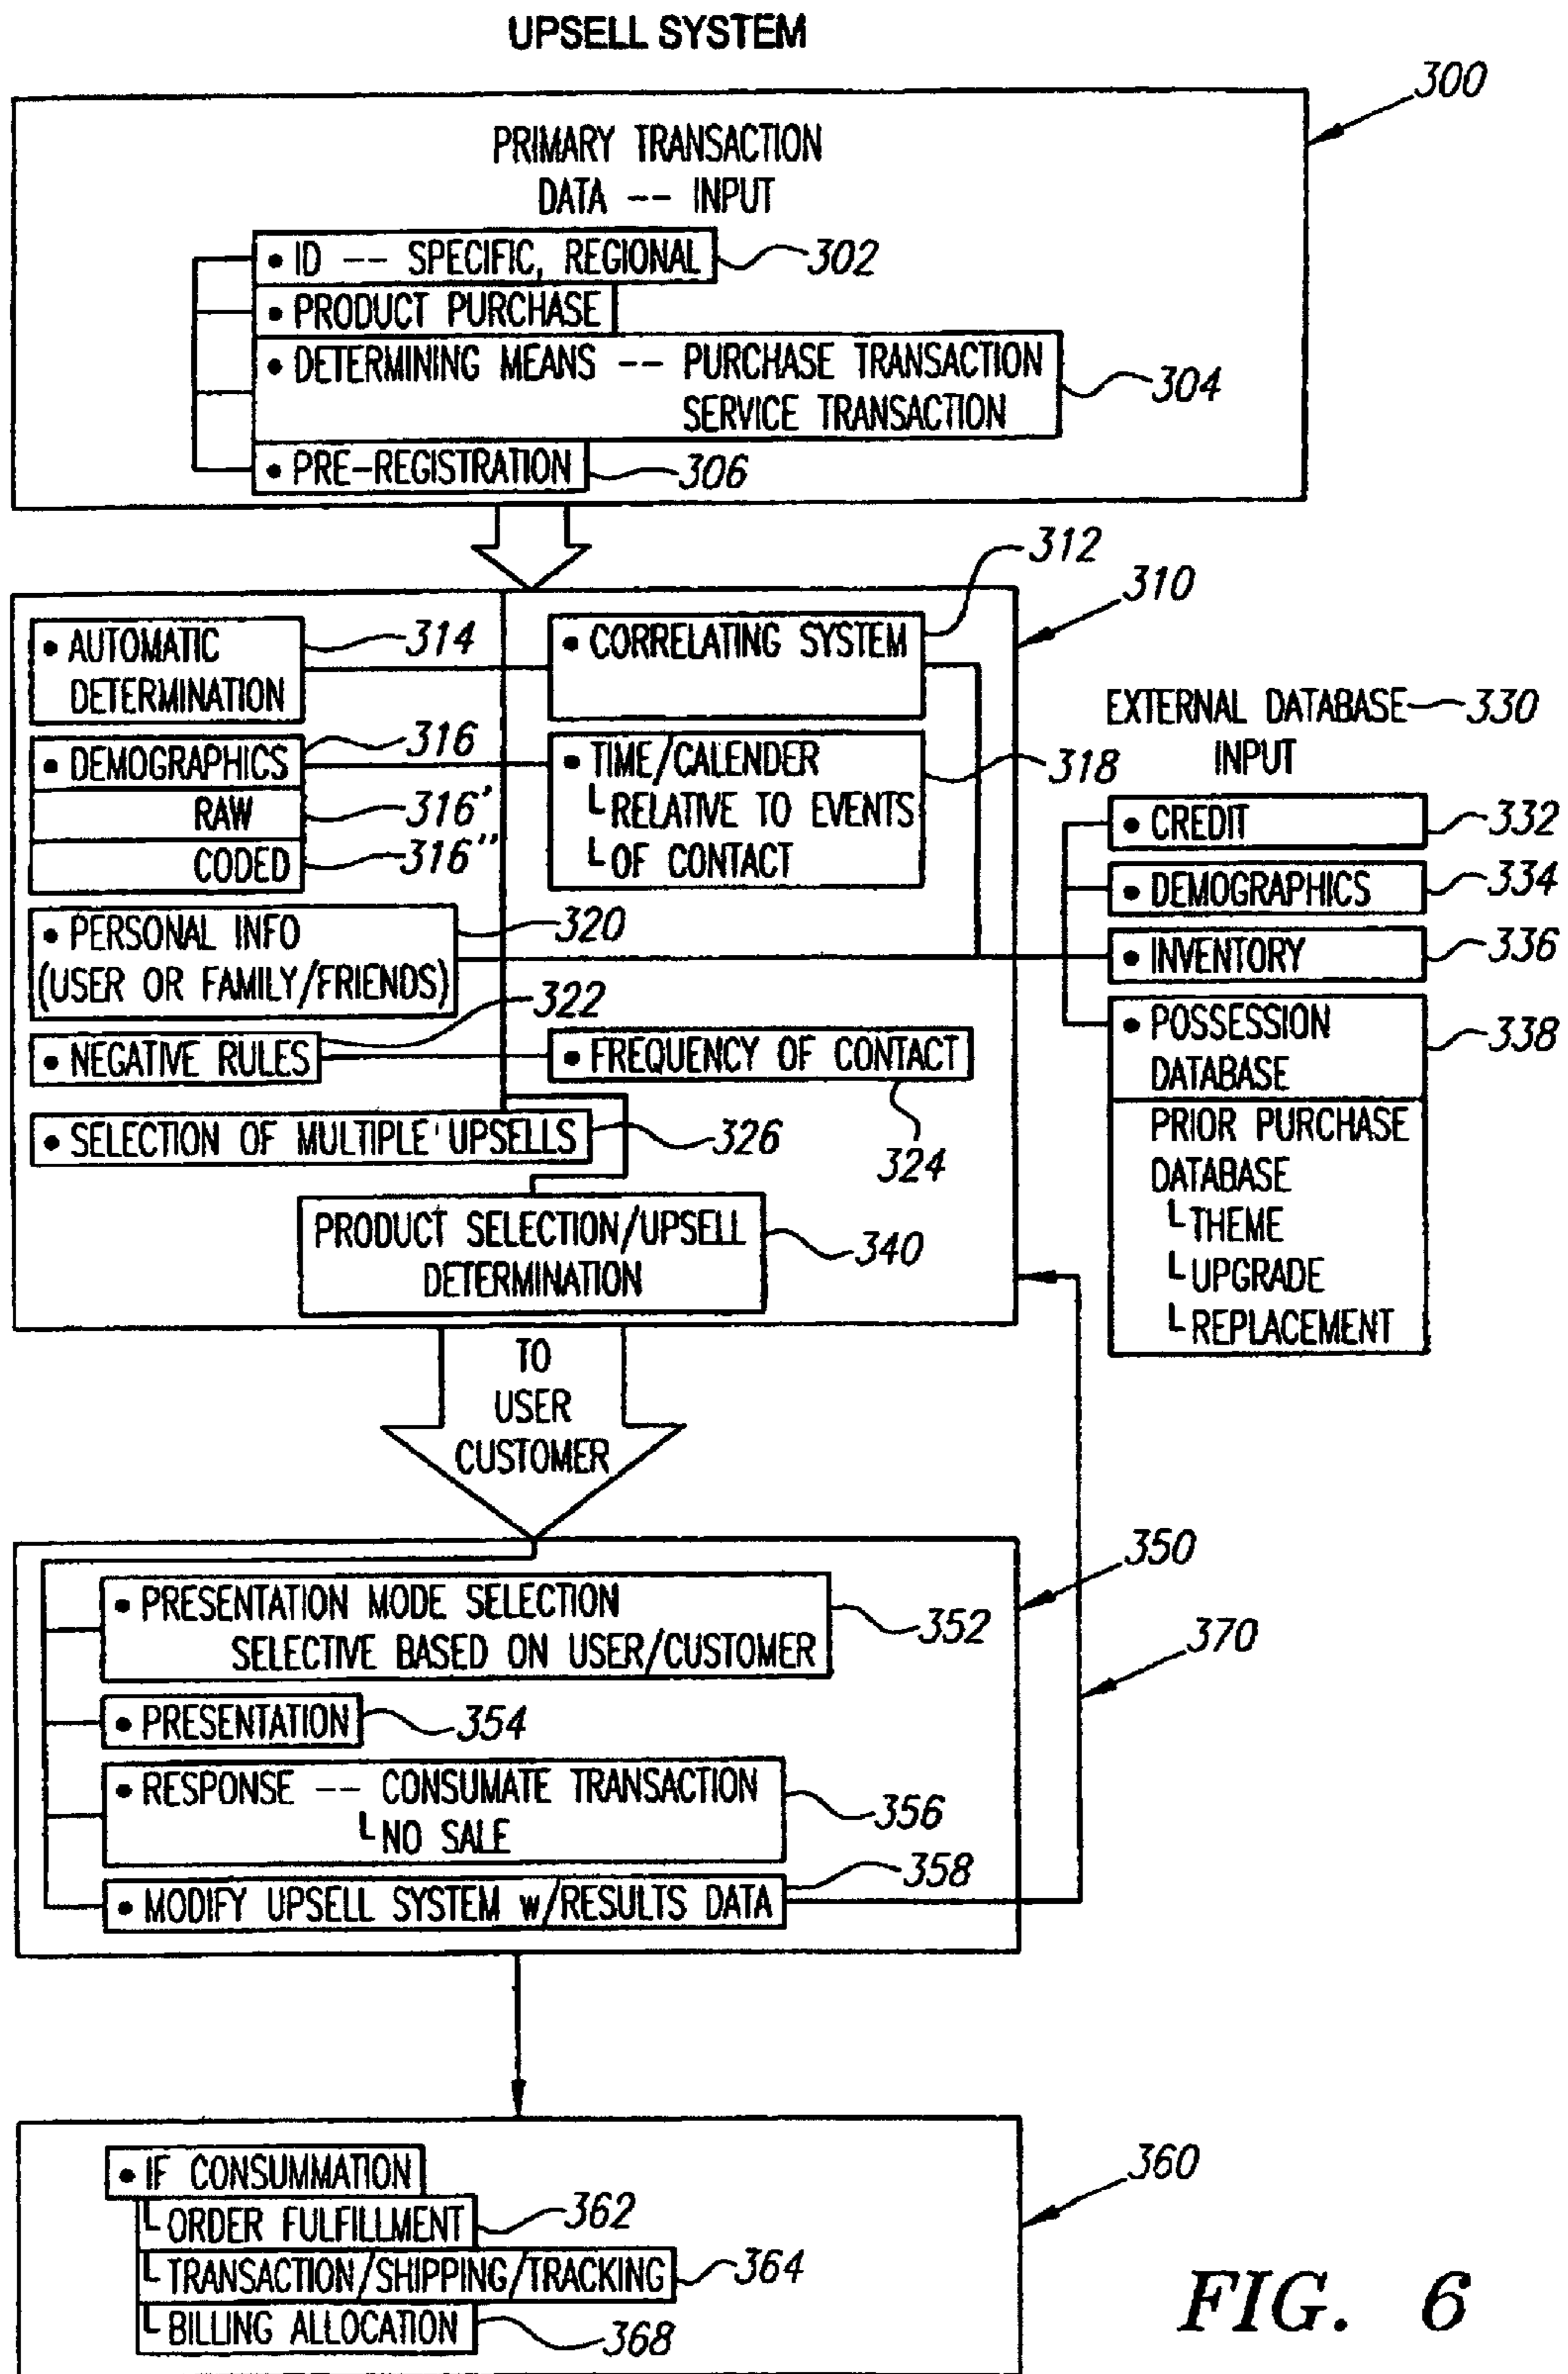 UPSELL SYSTEM
300
PRIMARY TRANSACTION
DATA -- INPUT
• ID -- SPECIFIC, REGIONAL
302
• PRODUCT PURCHASE
• DETERMINING MEANS -- PURCHASE TRANSACTION
SERVICE TRANSACTION
304
• PRE-REGISTRATION
306
310
• AUTOMATIC
DETERMINATION
314
• CORRELATING SYSTEM
312
• DEMOGRAPHICS
316
RAW
316'
CODED
316"
• TIME/CALENDER
└ RELATIVE TO EVENTS
└ OF CONTACT
318
• PERSONAL INFO
(USER OR FAMILY/FRIENDS)
320
• NEGATIVE RULES
322
• FREQUENCY OF CONTACT
324
• SELECTION OF MULTIPLE UPSELLS
326
PRODUCT SELECTION/UPSELL
DETERMINATION
340
EXTERNAL DATABASE
INPUT
330
• CREDIT
332
• DEMOGRAPHICS
334
• INVENTORY
336
• POSSESSION
DATABASE
338
PRIOR PURCHASE
DATABASE
└ THEME
└ UPGRADE
└ REPLACEMENT
TO
USER
CUSTOMER
350
• PRESENTATION MODE SELECTION
SELECTIVE BASED ON USER/CUSTOMER
352
370
• PRESENTATION
354
• RESPONSE -- CONSUMATE TRANSACTION
└ NO SALE
356
• MODIFY UPSELL SYSTEM w/RESULTS DATA
358
360
• IF CONSUMMATION
└ ORDER FULFILLMENT
362
└ TRANSACTION/SHIPPING/TRACKING
364
└ BILLING ALLOCATION
368
FIG. 6